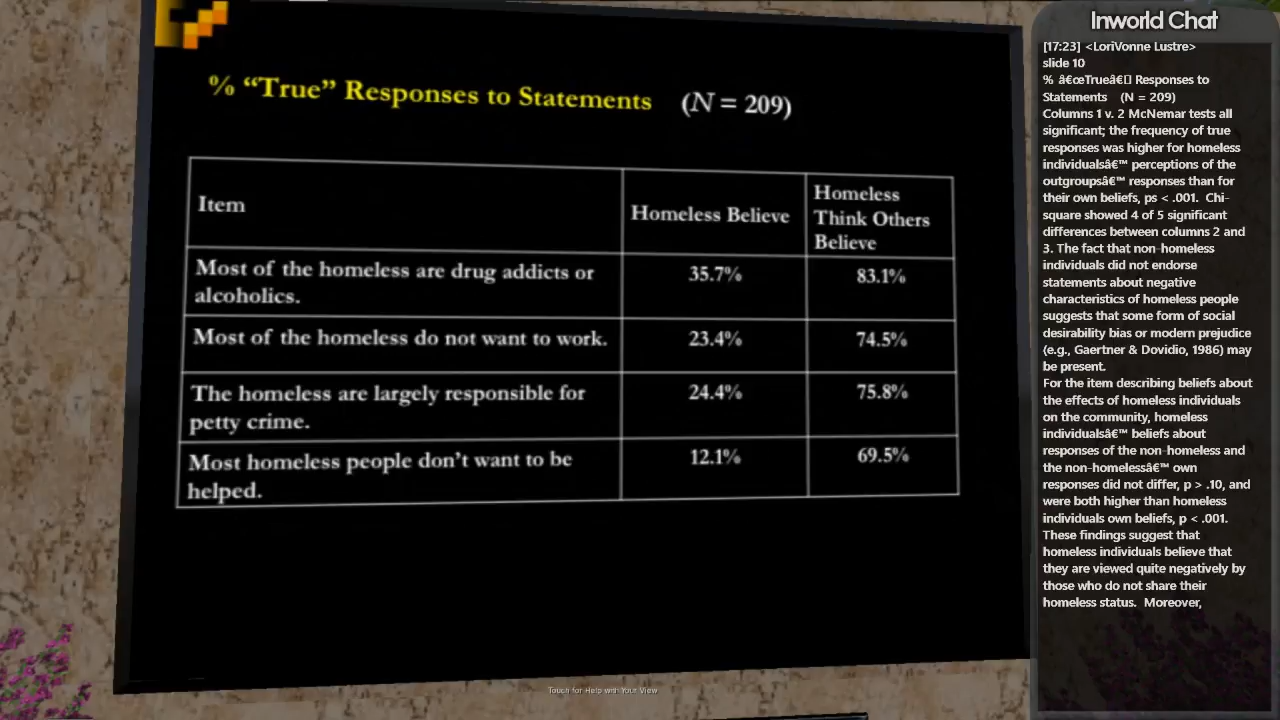 % “True” Responses to Statements (N = 209)
Item
Homeless Believe
Homeless
Think Others
Believe
Most of the homeless are drug addicts or
alcoholics.
35.7%
83.1%
Most of the homeless do not want to work.
23.4%
74.5%
The homeless are largely responsible for
petty crime.
24.4%
75.8%
Most homeless people don’t want to be
helped.
12.1%
69.5%
Touch for Help with Your View
Inworld Chat
[17:23] <LoriVonne Lustre>
slide 10
% “True†Responses to
Statements (N = 209)
Columns 1 v. 2 McNemar tests all
significant; the frequency of true
responses was higher for homeless
individuals’ perceptions of the
outgroups’ responses than for
their own beliefs, ps < .001. Chi-
square showed 4 of 5 significant
differences between columns 2 and
3. The fact that non-homeless
individuals did not endorse
statements about negative
characteristics of homeless people
suggests that some form of social
desirability bias or modern prejudice
(e.g., Gaertner & Dovidio, 1986) may
be present.
For the item describing beliefs about
the effects of homeless individuals
on the community, homeless
individuals’ beliefs about
responses of the non-homeless and
the non-homeless’ own
responses did not differ, p > .10, and
were both higher than homeless
individuals own beliefs, p < .001.
These findings suggest that
homeless individuals believe that
they are viewed quite negatively by
those who do not share their
homeless status. Moreover,